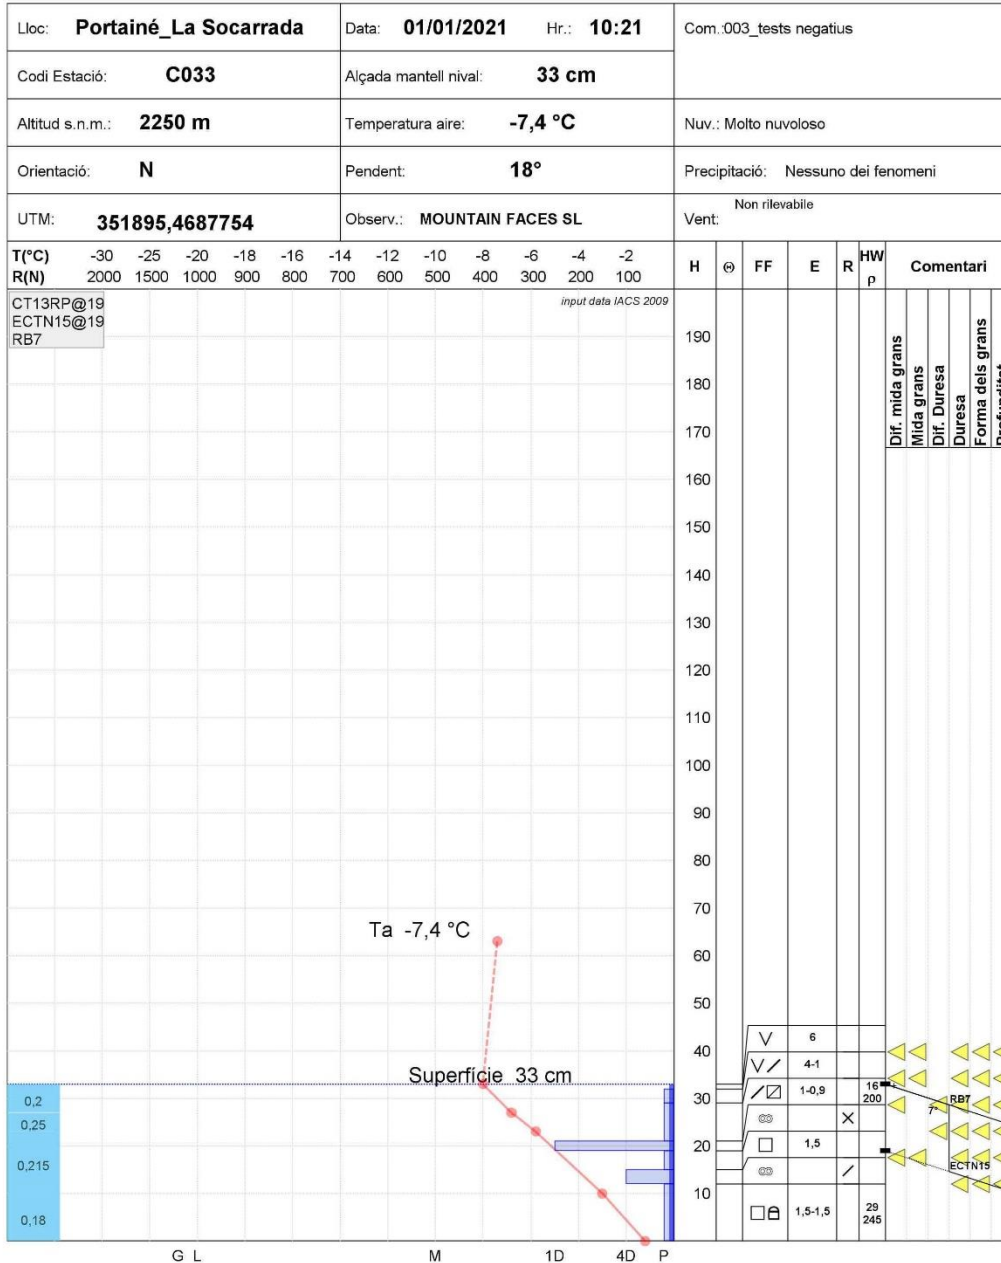 Lloc: Portainé_La Socarrada Data: 01/01/2021 Hr.: 10:21 Com.:003_tests negatius
Codi Estació: C033 Alçada mantell nival: 33 cm
Altitud s.n.m.: 2250 m Temperatura aire: -7,4 °C Nuv.: Molto nuvoloso
Orientació: N Pendent: 18° Precipitació: Nessuno dei fenomeni
UTM: 351895,4687754 Observ.: MOUNTAIN FACES SL Vent: Non rilevabile
T(°C) -30 -25 -20 -18 -16 -14 -12 -10 -8 -6 -4 -2
R(N) 2000 1500 1000 900 800 700 600 500 400 300 200 100
H Θ FF E R HW ρ Comentari
CT13RP@19
ECTN15@19
RB7
input data IACS 2009
Dif. mida grans
Mida grans
Dif. Duresa
Duresa
Forma dels grans
190
180
170
160
150
140
130
120
110
100
90
80
70
60
50
40
30
20
10
Ta -7,4 °C
Superfície 33 cm
6
4-1
1-0,9 16 200
1,5
1,5-1,5 29 245
RB7
7°
ECTN15
0,2
0,25
0,215
0,18
G L M 1D 4D P